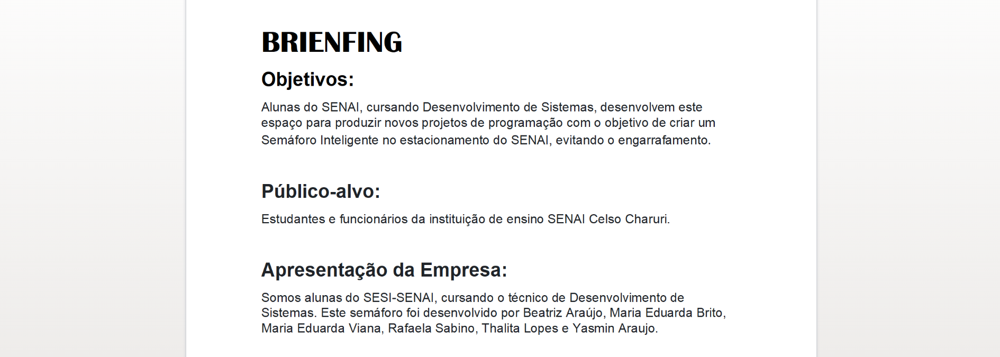 BRIENFING
Objetivos:
Alunas do SENAI, cursando Desenvolvimento de Sistemas, desenvolvem este
espaço para produzir novos projetos de programação com o objetivo de criar um
Semáforo Inteligente no estacionamento do SENAI, evitando o engarrafamento.
Público-alvo:
Estudantes e funcionários da instituição de ensino SENAI Celso Charuri.
Apresentação da Empresa:
Somos alunas do SESI-SENAI, cursando o técnico de Desenvolvimento de
Sistemas. Este semáforo foi desenvolvido por Beatriz Araújo, Maria Eduarda Brito,
Maria Eduarda Viana, Rafaela Sabino, Thalita Lopes e Yasmin Araujo.